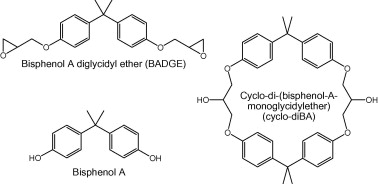 O
O
O
O
Bisphenol A diglycidyl ether (BADGE)
HO
OH
Bisphenol A
O
O
HO
OH
Cyclo-di-(bisphenol-A-
monoglycidylether)
(cyclo-diBA)
O
O